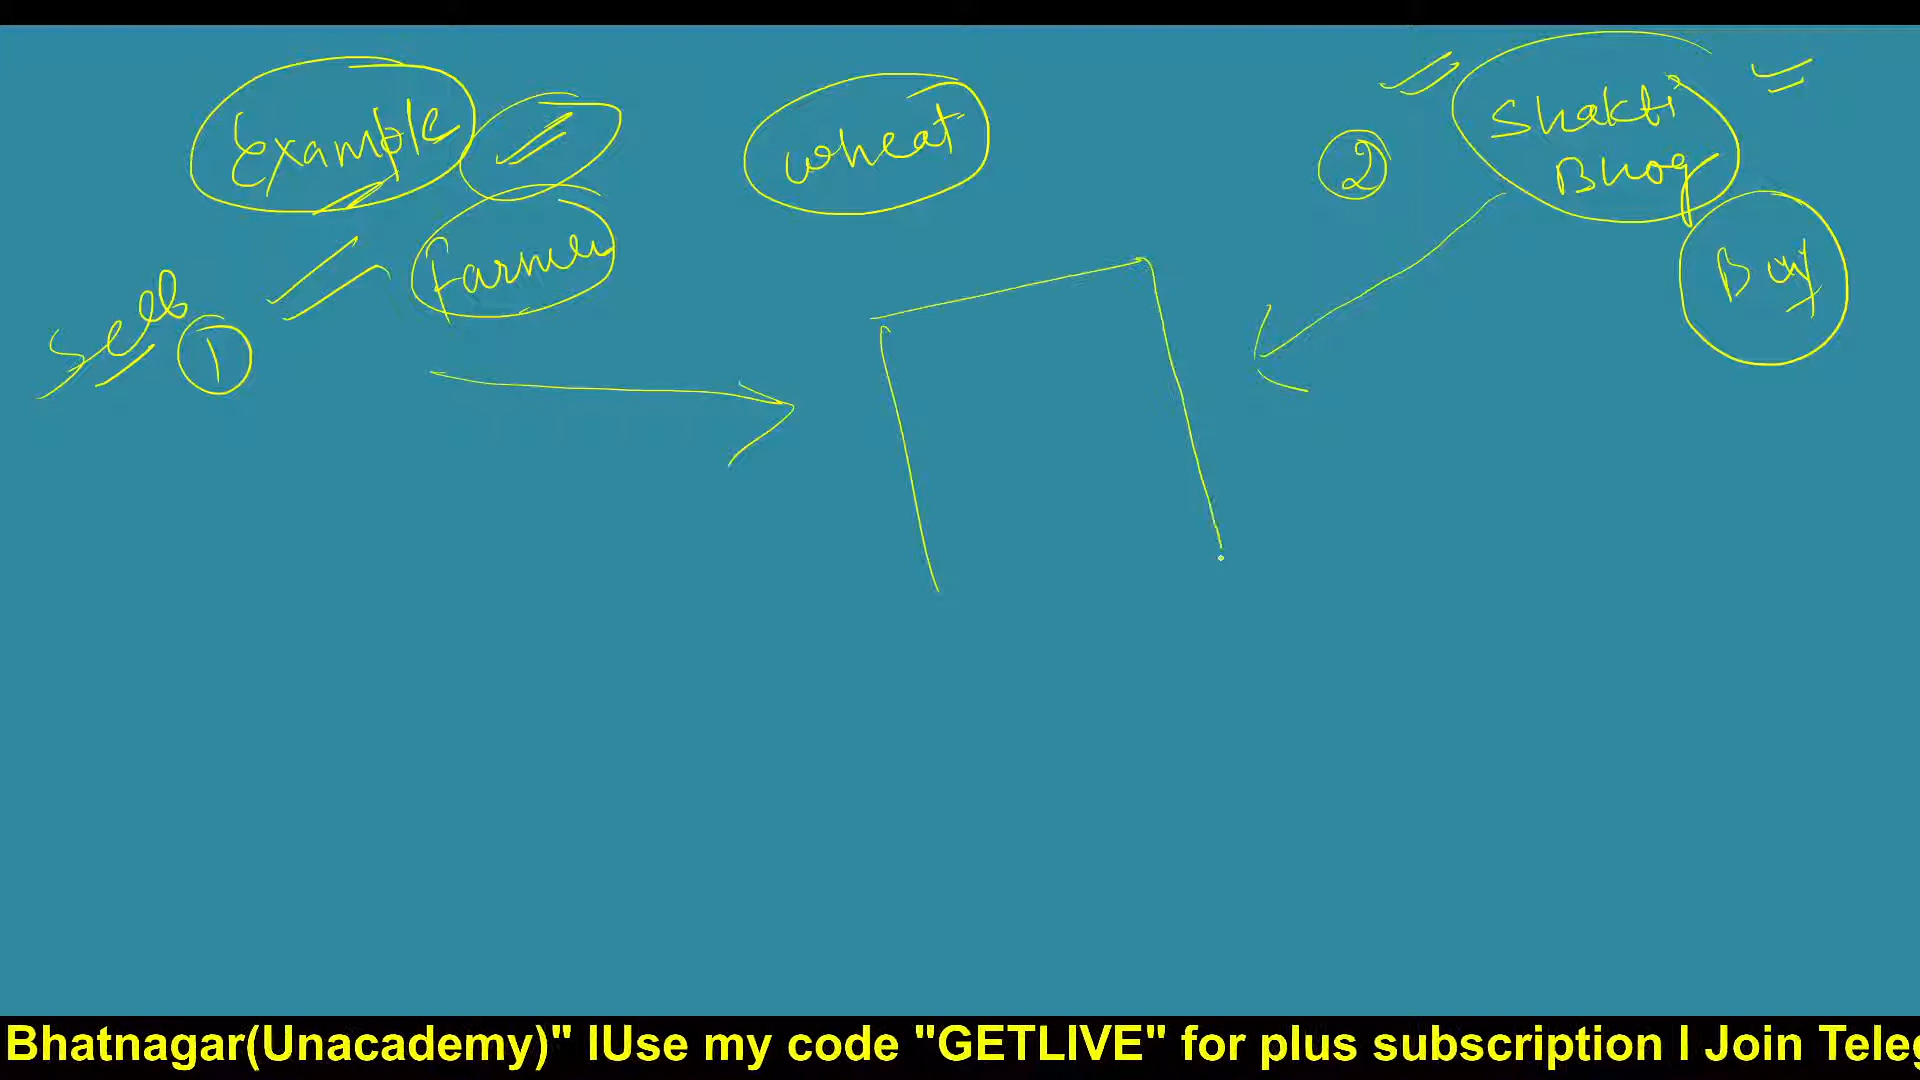 Example
wheat
Shakti
Bhog
②
Farmer
Buy
Sell
①
Bhatnagar(Unacademy)" lUse my code "GETLIVE" for plus subscription l Join Teleg